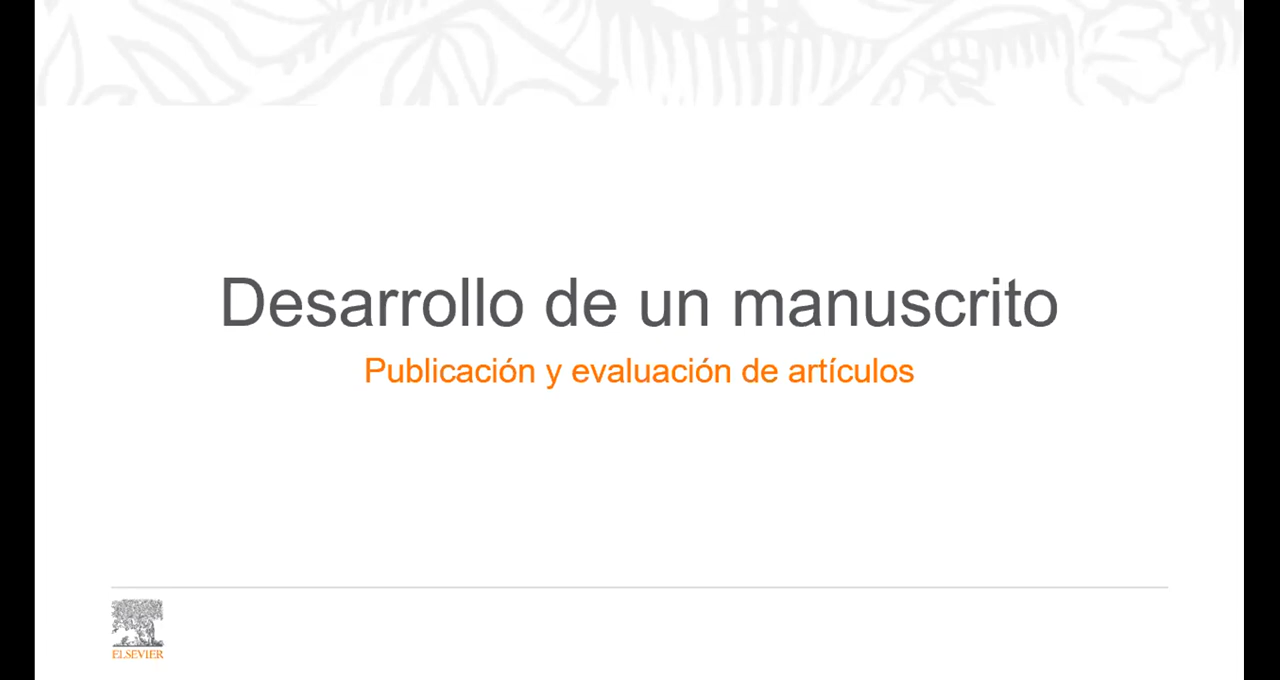 Desarrollo de un manuscrito
Publicación y evaluación de artículos
ELSEVIER